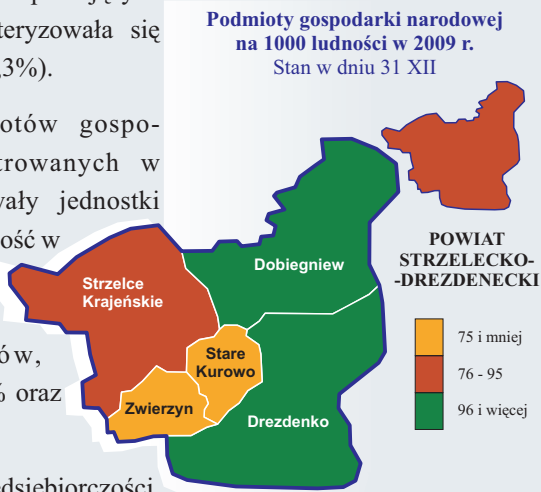 teryzowała się
3%).
otów gospo-
trowanych w
wały jednostki
ość w
ów,
% oraz
dsiębiorczości
Podmioty gospodarki narodowej
na 1000 ludności w 2009 r.
Stan w dniu 31 XII
Dobiegniew
Strzelce
Krajeńskie
Stare
Kurowo
Zwierzyn
Drezdenko
POWIAT
STRZELECKO-
-DREZDENECKI
75 i mniej
76 - 95
96 i więcej